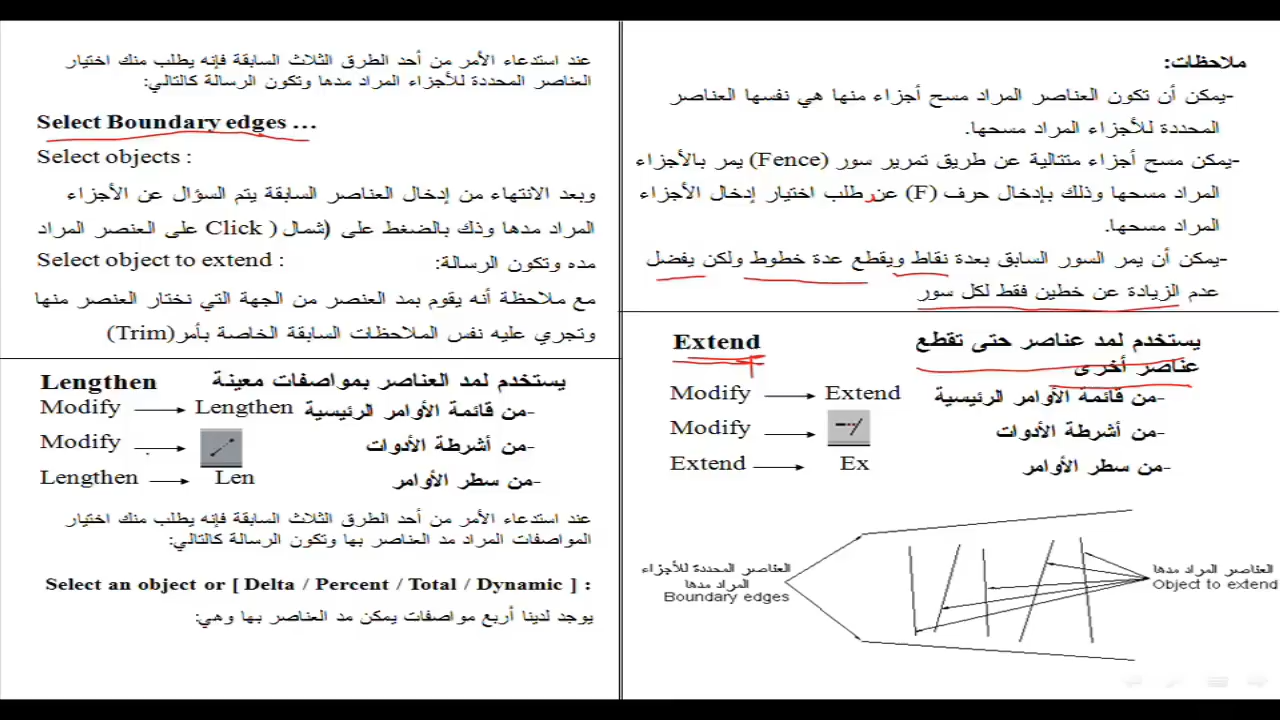 ملاحظات:
-يمكن أن تكون العناصر المراد مسح أجزاء منها هي نفسها العناصر
المحددة للأجزاء المراد مسحها.
-يمكن مسح أجزاء متتالية عن طريق تمرير سور (Fence) يمر بالأجزاء
المراد مسحها وذلك بإدخال حرف (F) عن طلب اختيار إدخال الأجزاء
المراد مسحها.
-يمكن أن يمر السور السابق بعدة نقاط ويقطع عدة خطوط ولكن يفضل
عدم الزيادة عن خطين فقط لكل سور
Extend يستخدم لمد عناصر حتى تقطع
عناصر أخرى
Modify Extend -من قائمة الأوامر الرئيسية
Modify -من أشرطة الأدوات
Extend Ex -من سطر الأوامر
العناصر المحددة للأجزاء
المراد مدها
Boundary edges
العناصر المراد مدها
Object to extend
عند استدعاء الأمر من أحد الطرق الثلاث السابقة فإنه يطلب منك اختيار
العناصر المحددة للأجزاء المراد مدها وتكون الرسالة كالتالي:
Select Boundary edges ...
Select objects :
وبعد الانتهاء من إدخال العناصر السابقة يتم السؤال عن الأجزاء
المراد مدها وذلك بالضغط على (شمال Click ) على العنصر المراد
مده وتكون الرسالة: Select object to extend :
مع ملاحظة أنه يقوم بمد العنصر من الجهة التي نختار العنصر منها
وتجري عليه نفس الملاحظات السابقة الخاصة بأمر(Trim)
Lengthen يستخدم لمد العناصر بمواصفات معينة
Modify Lengthen -من قائمة الأوامر الرئيسية
Modify -من أشرطة الأدوات
Lengthen Len -من سطر الأوامر
عند استدعاء الأمر من أحد الطرق الثلاث السابقة فإنه يطلب منك اختيار
المواصفات المراد مد العناصر بها وتكون الرسالة كالتالي:
Select an object or [ Delta / Percent / Total / Dynamic ] :
يوجد لدينا أربع مواصفات يمكن مد العناصر بها وهي: